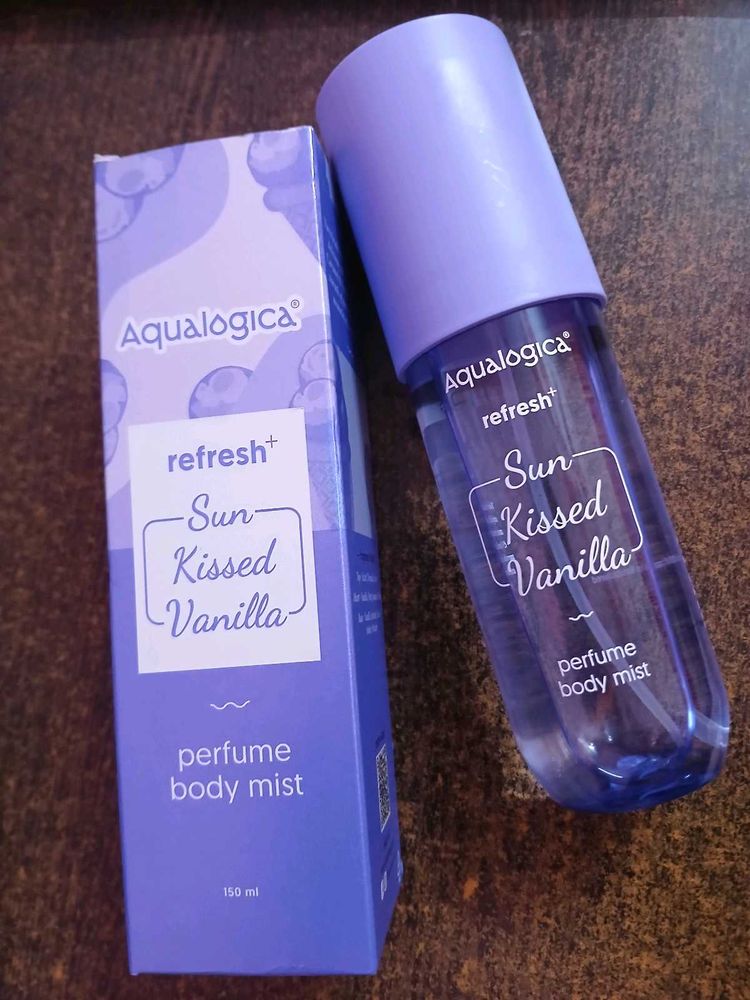 Aqualogica®
refresh+
Sun
Kissed
Vanilla
perfume
body mist
150 ml
Aqualogica®
refresh+
Sun
Kissed
Vanilla
perfume
body mist